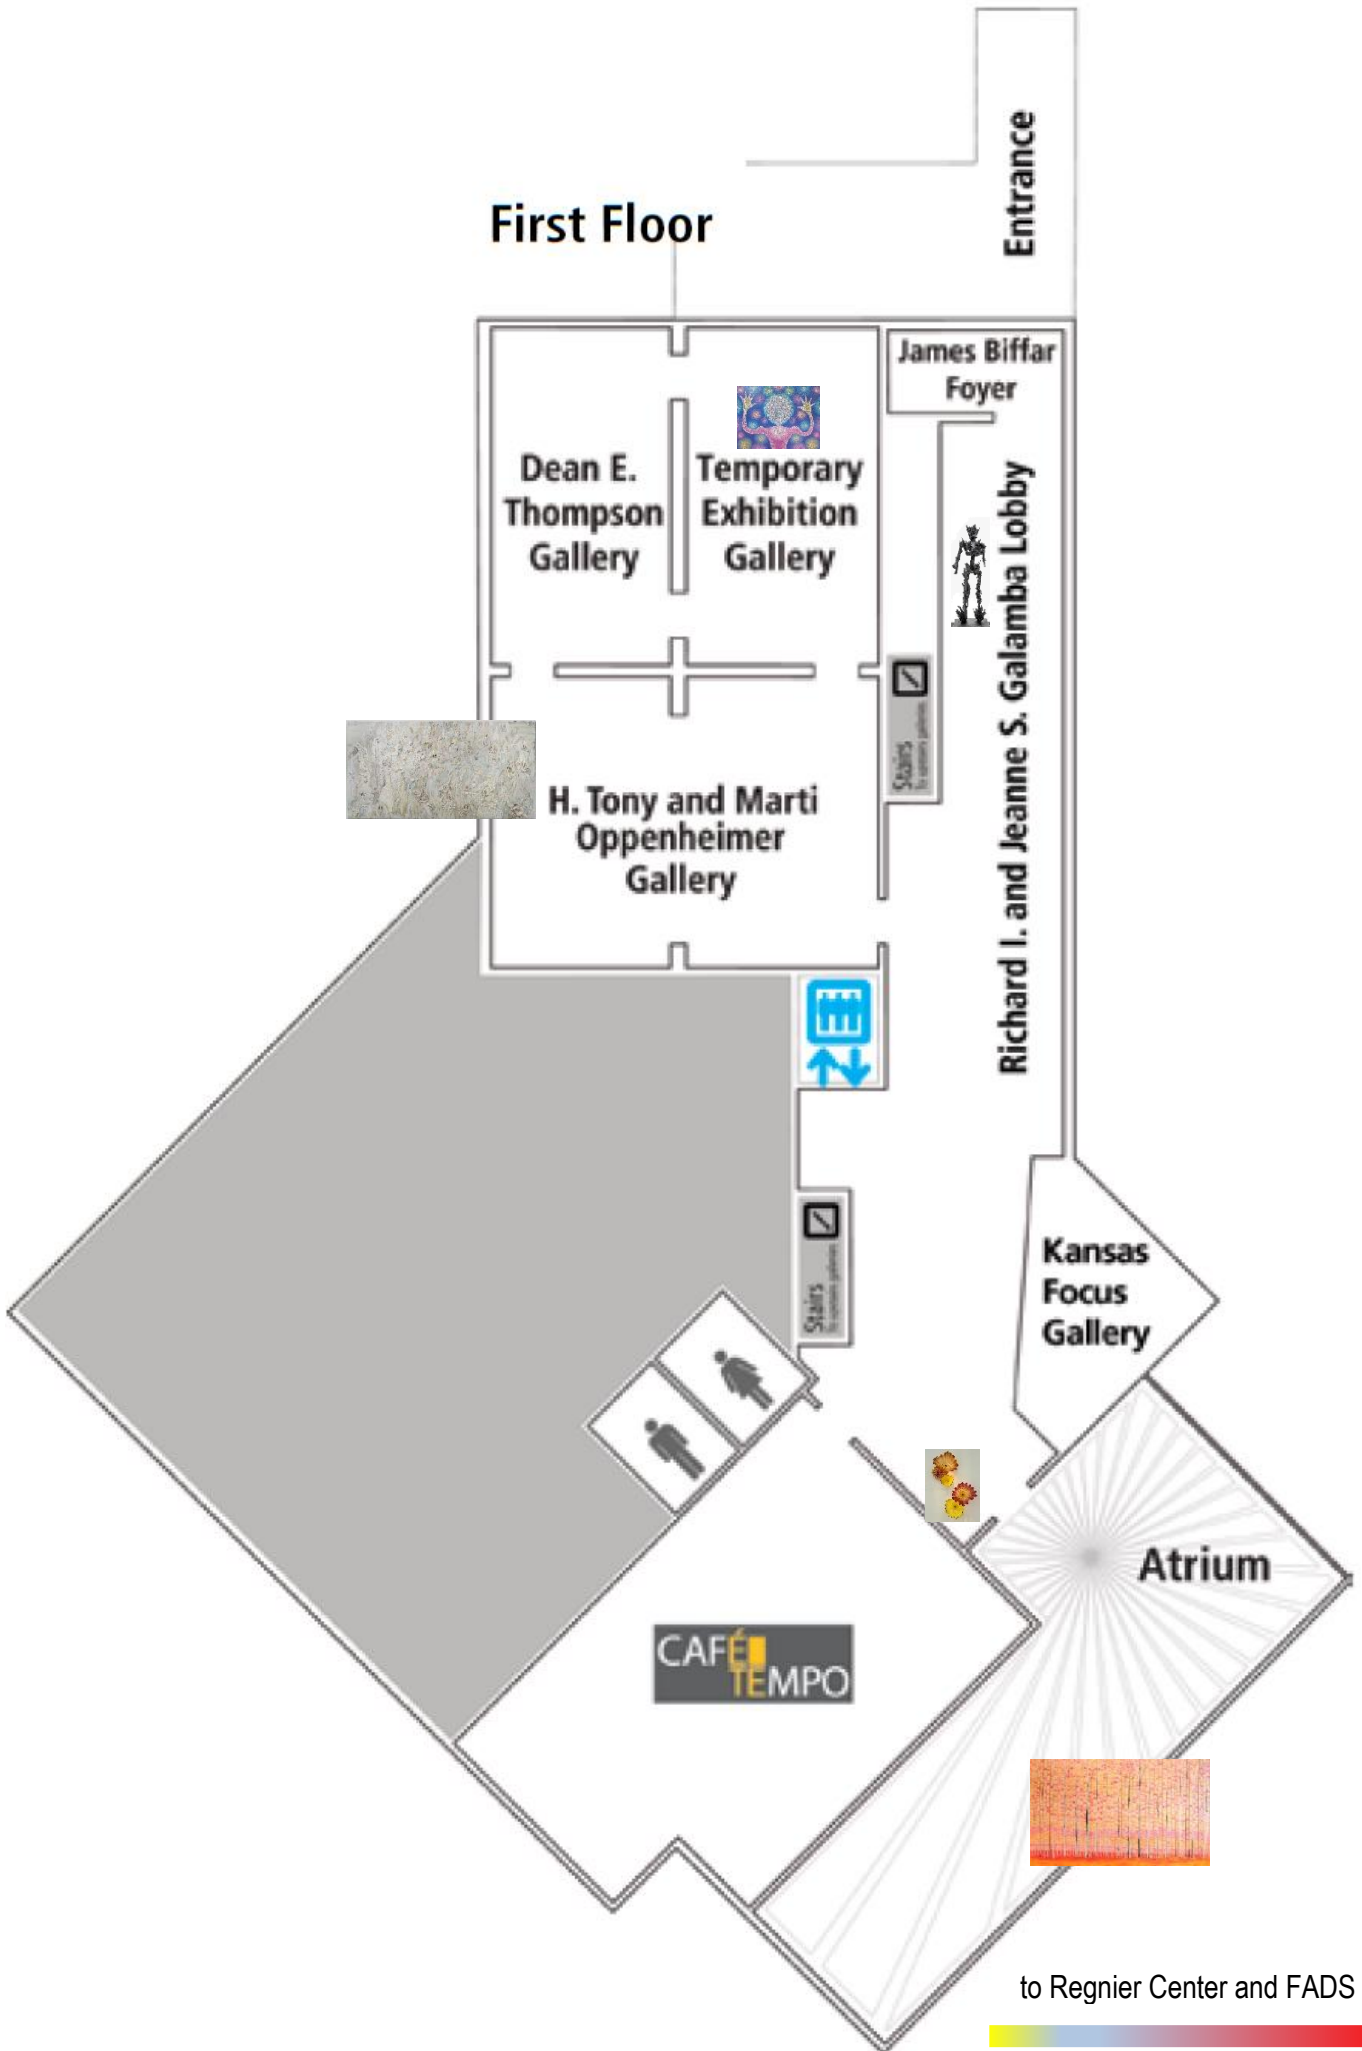 Entrance
First Floor
James Biffar
Foyer
Dean E.
Thompson
Gallery
Temporary
Exhibition
Gallery
Richard I. and Jeanne S. Galamba Lobby
Stairs
H. Tony and Marti
Oppenheimer
Gallery
Kansas
Focus
Gallery
Stairs
Atrium
CAFÉ
TEMPO
to Regnier Center and FADS